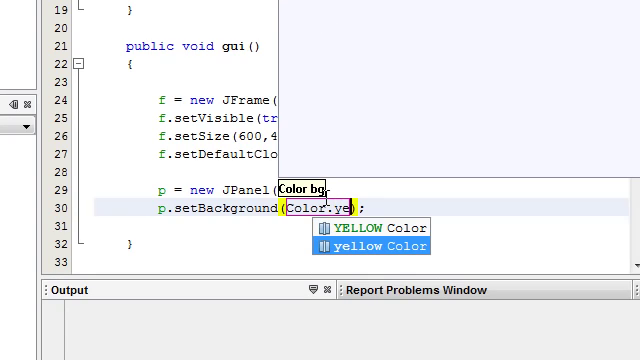 19
}
20
21 public void gui()
22 {
23
24 f = new JFrame(
25 f.setVisible(tr
26 f.setSize(600,4
27 f.setDefaultClo
28
Color bg
29 p = new JPanel(
30 p.setBackground(Color.ye);
31
YELLOW Color
32 }
yellow Color
33
Output
Report Problems Window